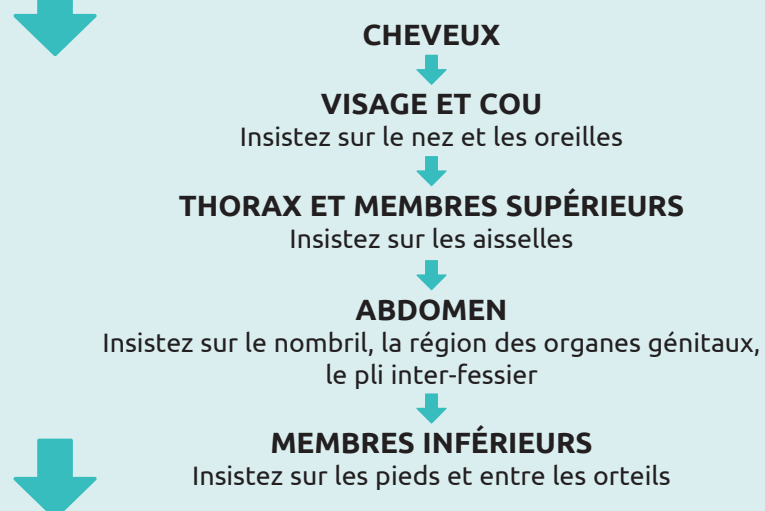 CHEVEUX
VISAGE ET COU
Insistez sur le nez et les oreilles
THORAX ET MEMBRES SUPÉRIEURS
Insistez sur les aisselles
ABDOMEN
Insistez sur le nombril, la région des organes génitaux,
le pli inter-fessier
MEMBRES INFÉRIEURS
Insistez sur les pieds et entre les orteils